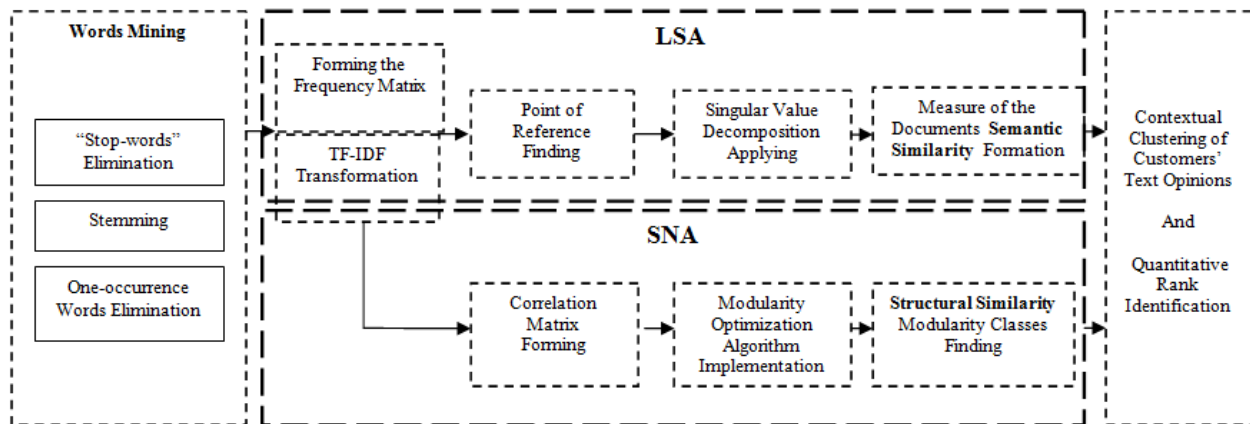 Words Mining
“Stop-words”
Elimination
Stemming
One-occurrence
Words Elimination
LSA
Forming the
Frequency Matrix
TF-IDF
Transformation
Point of
Reference
Finding
Singular Value
Decomposition
Applying
Measure of the
Documents Semantic
Similarity Formation
SNA
Correlation
Matrix
Forming
Modularity
Optimization
Algorithm
Implementation
Structural Similarity
Modularity Classes
Finding
Contextual
Clustering of
Customers’
Text Opinions
And
Quantitative
Rank
Identification